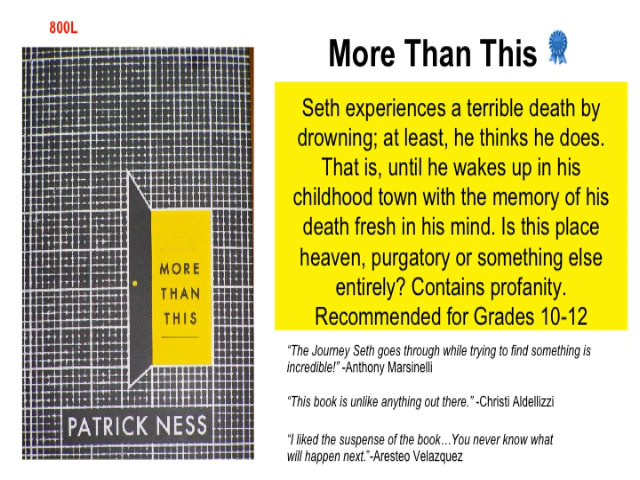 800L
More Than This
Seth experiences a terrible death by
drowning; at least, he thinks he does.
That is, until he wakes up in his
childhood town with the memory of his
death fresh in his mind. Is this place
heaven, purgatory or something else
entirely? Contains profanity.
Recommended for Grades 10-12
MORE
THAN
THIS
PATRICK NESS
“The Journey Seth goes through while trying to find something is
incredible!” -Anthony Marsinelli
“This book is unlike anything out there.” -Christi Aldellizzi
“I liked the suspense of the book…You never know what
will happen next.”-Aresteo Velazquez